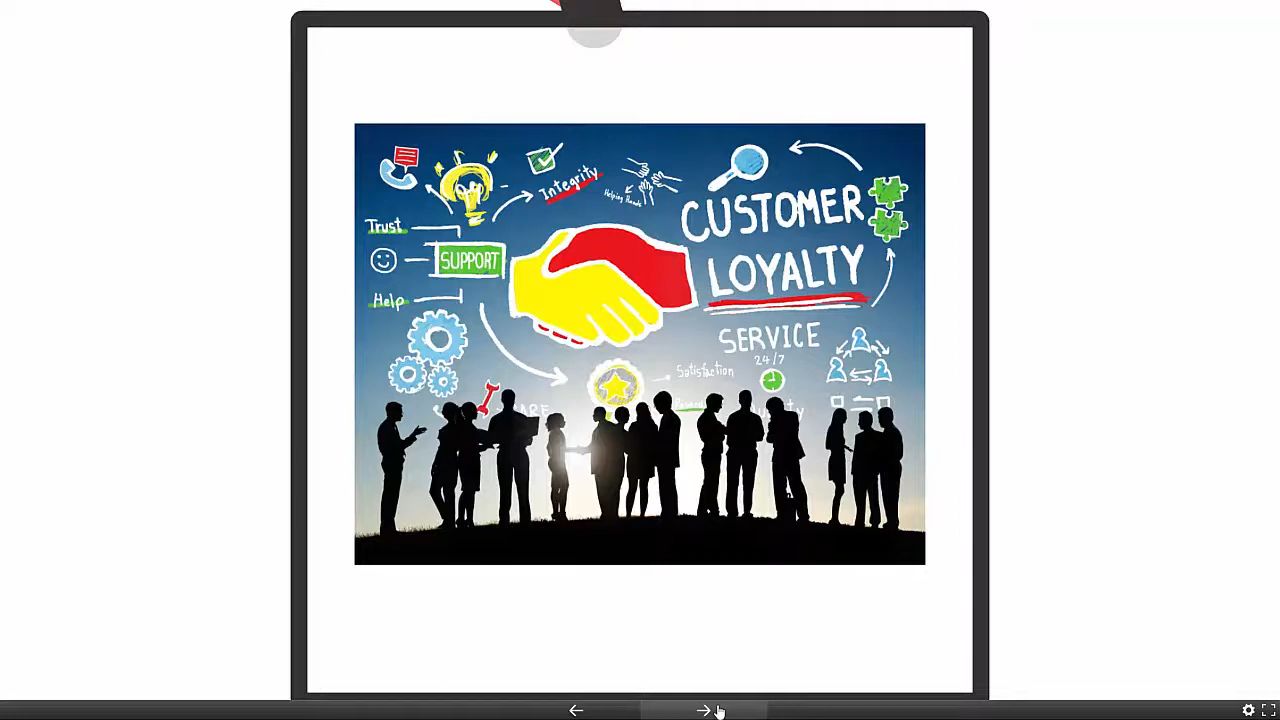 Integrity
Helping Hands
CUSTOMER
LOYALTY
Trust
SUPPORT
Help
SERVICE
24/7
Satisfaction